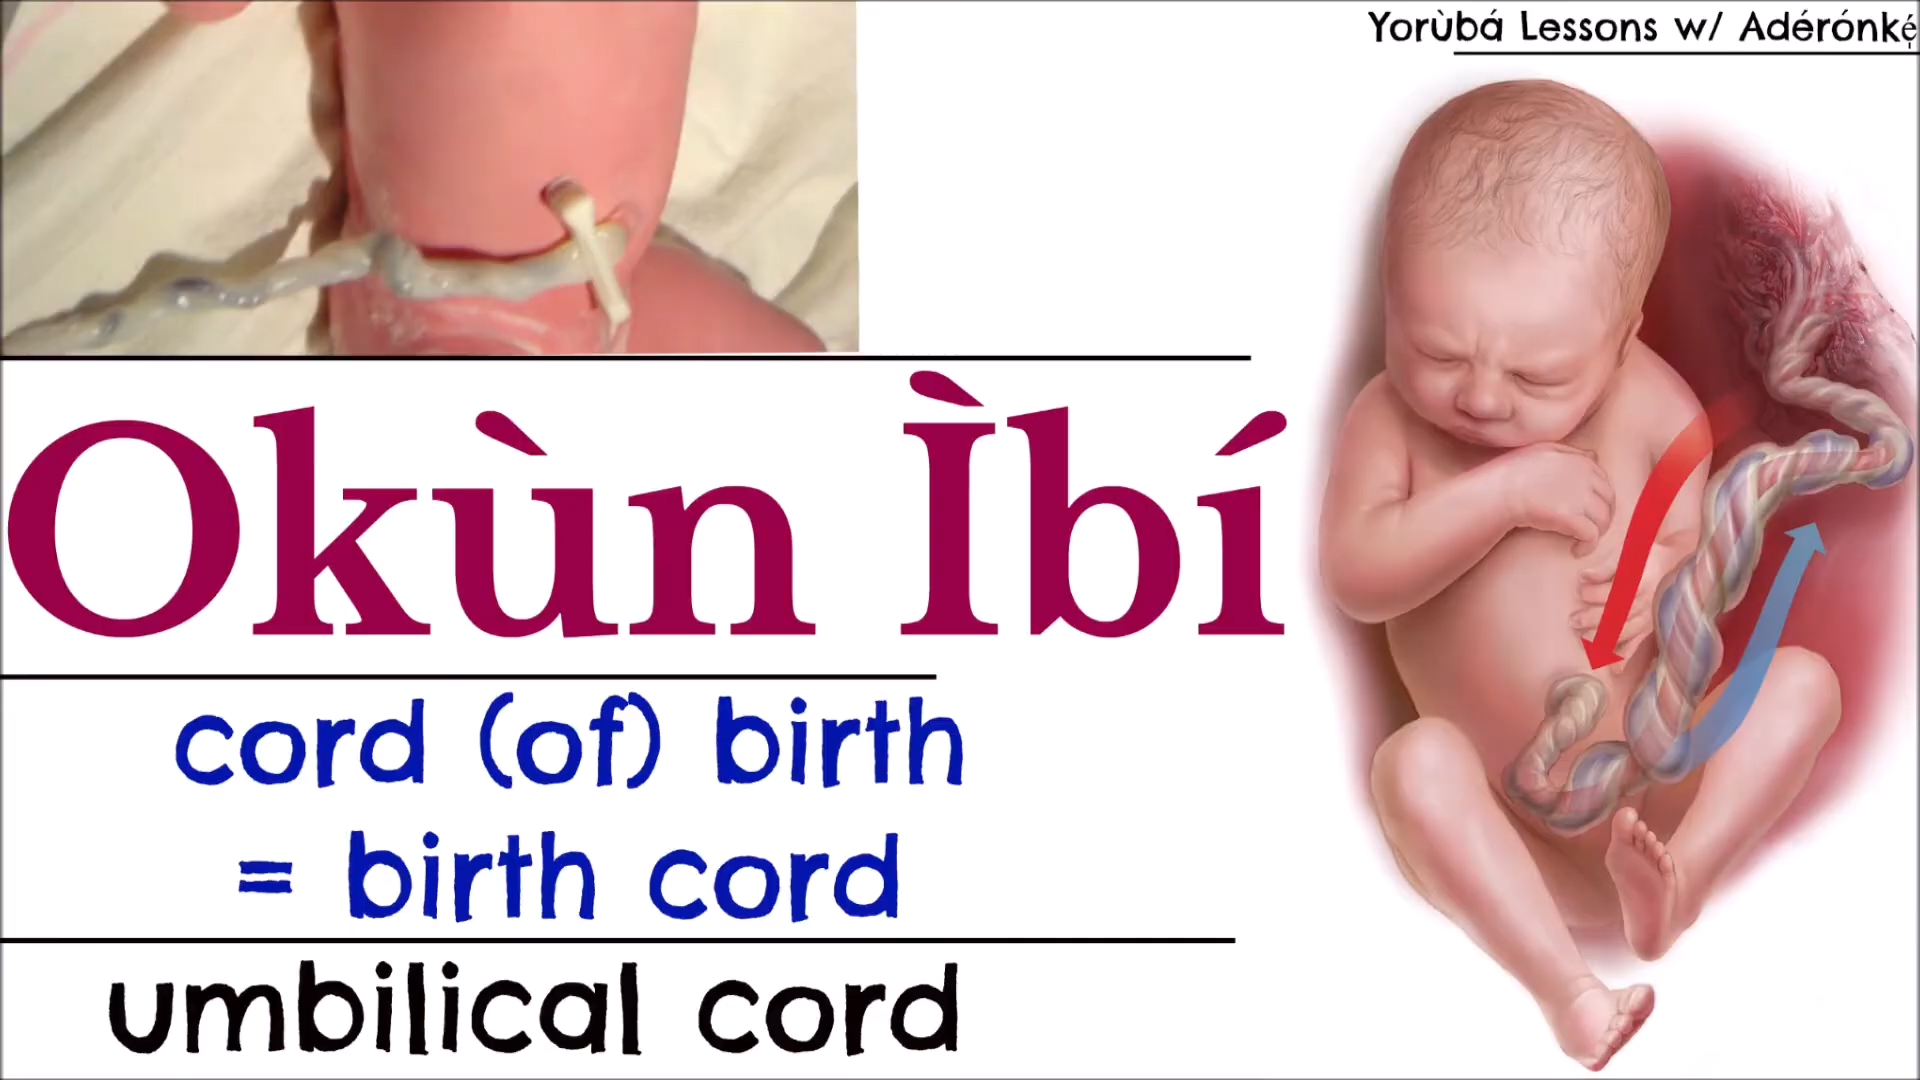 Yorùbá Lessons w/ Adérónkẹ́
Okùn Ìbí
cord (of) birth
= birth cord
umbilical cord